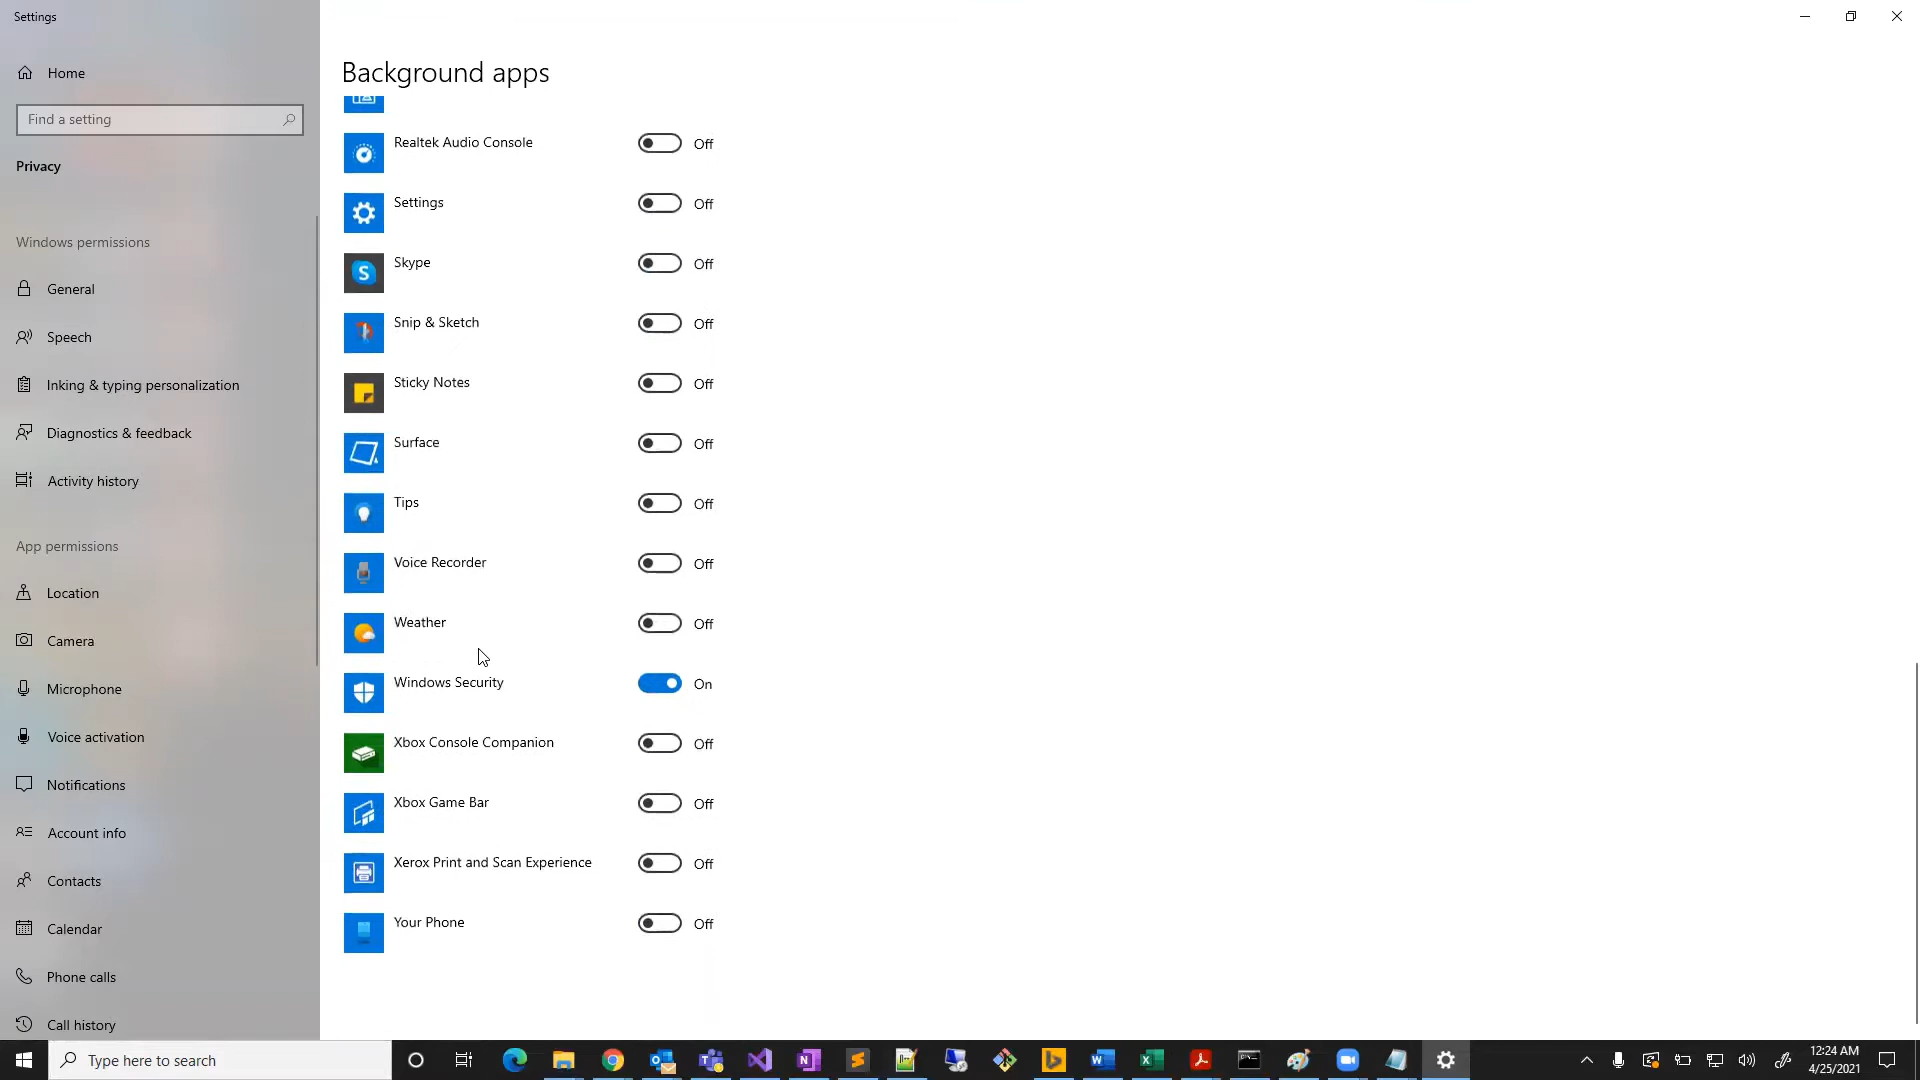 Settings
Home
Find a setting
Privacy
Windows permissions
General
Speech
Inking & typing personalization
Diagnostics & feedback
Activity history
App permissions
Location
Camera
Microphone
Voice activation
Notifications
Account info
Contacts
Calendar
Phone calls
Call history
Background apps
Realtek Audio Console Off
Settings Off
Skype Off
Snip & Sketch Off
Sticky Notes Off
Surface Off
Tips Off
Voice Recorder Off
Weather Off
Windows Security On
Xbox Console Companion Off
Xbox Game Bar Off
Xerox Print and Scan Experience Off
Your Phone Off
Type here to search
12:24 AM
4/25/2021